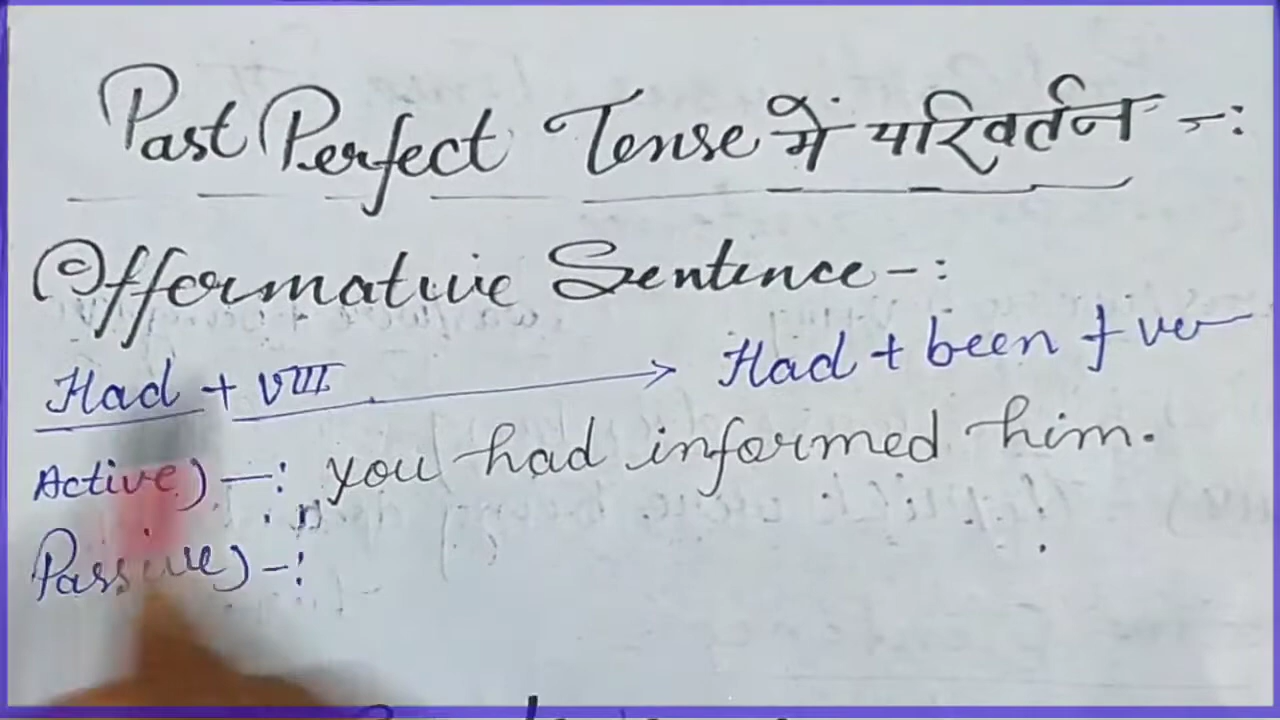 Past Perfect Tense में परिवर्तन -:
Affermative Sentence -:
Had + VIII → Had + been + ve
Active) -: you had informed him.
Passive) -: